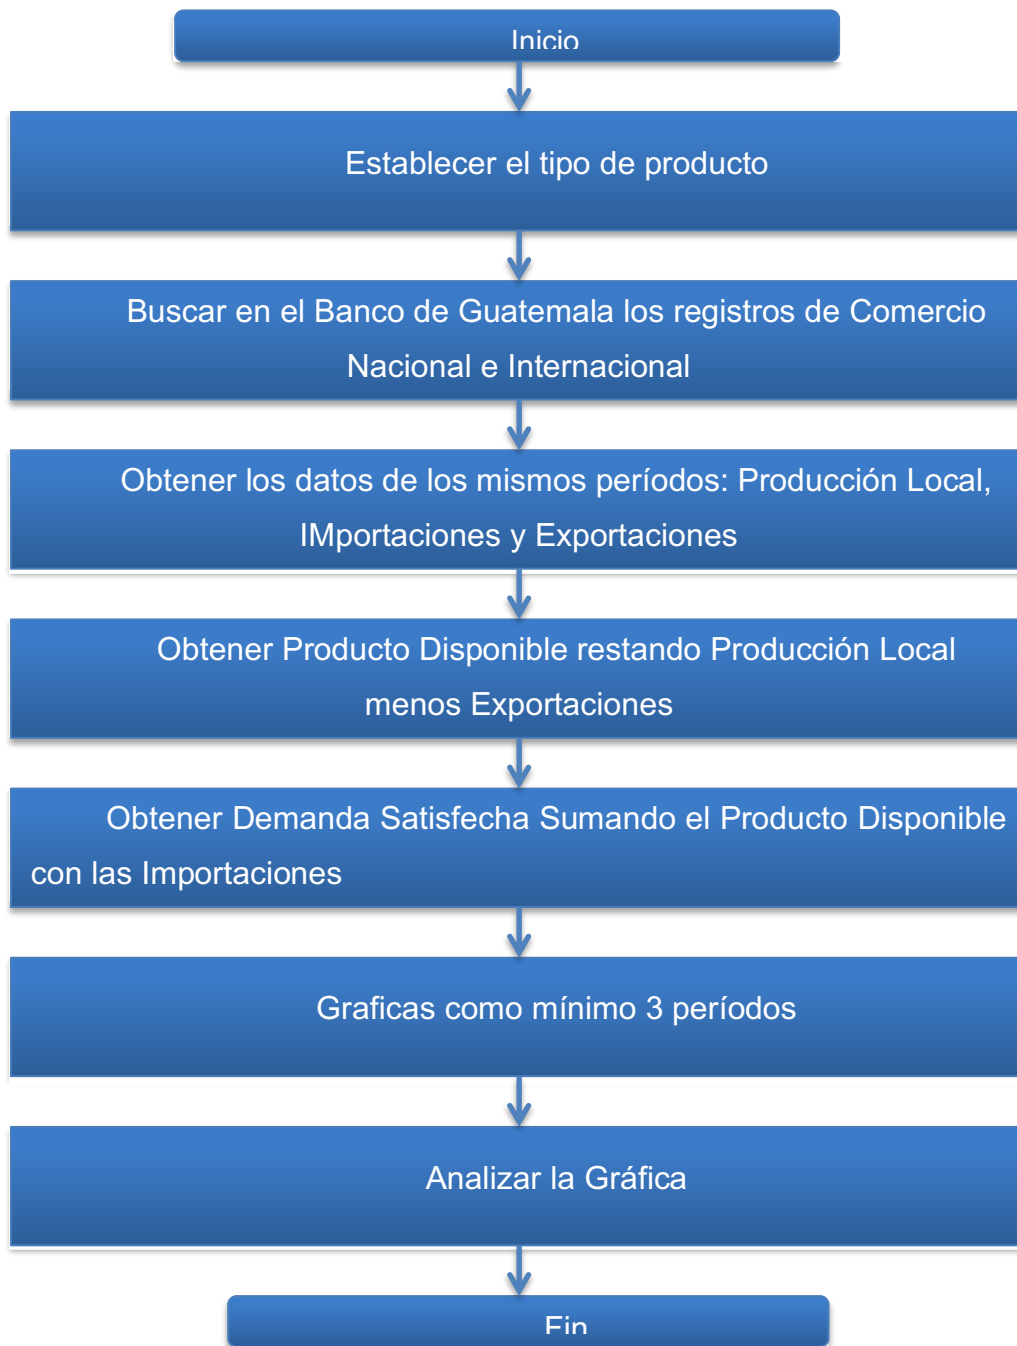 Inicio
Establecer el tipo de producto
Buscar en el Banco de Guatemala los registros de Comercio
Nacional e Internacional
Obtener los datos de los mismos períodos: Producción Local,
IMportaciones y Exportaciones
Obtener Producto Disponible restando Producción Local
menos Exportaciones
Obtener Demanda Satisfecha Sumando el Producto Disponible
con las Importaciones
Graficas como mínimo 3 períodos
Analizar la Gráfica
Fin